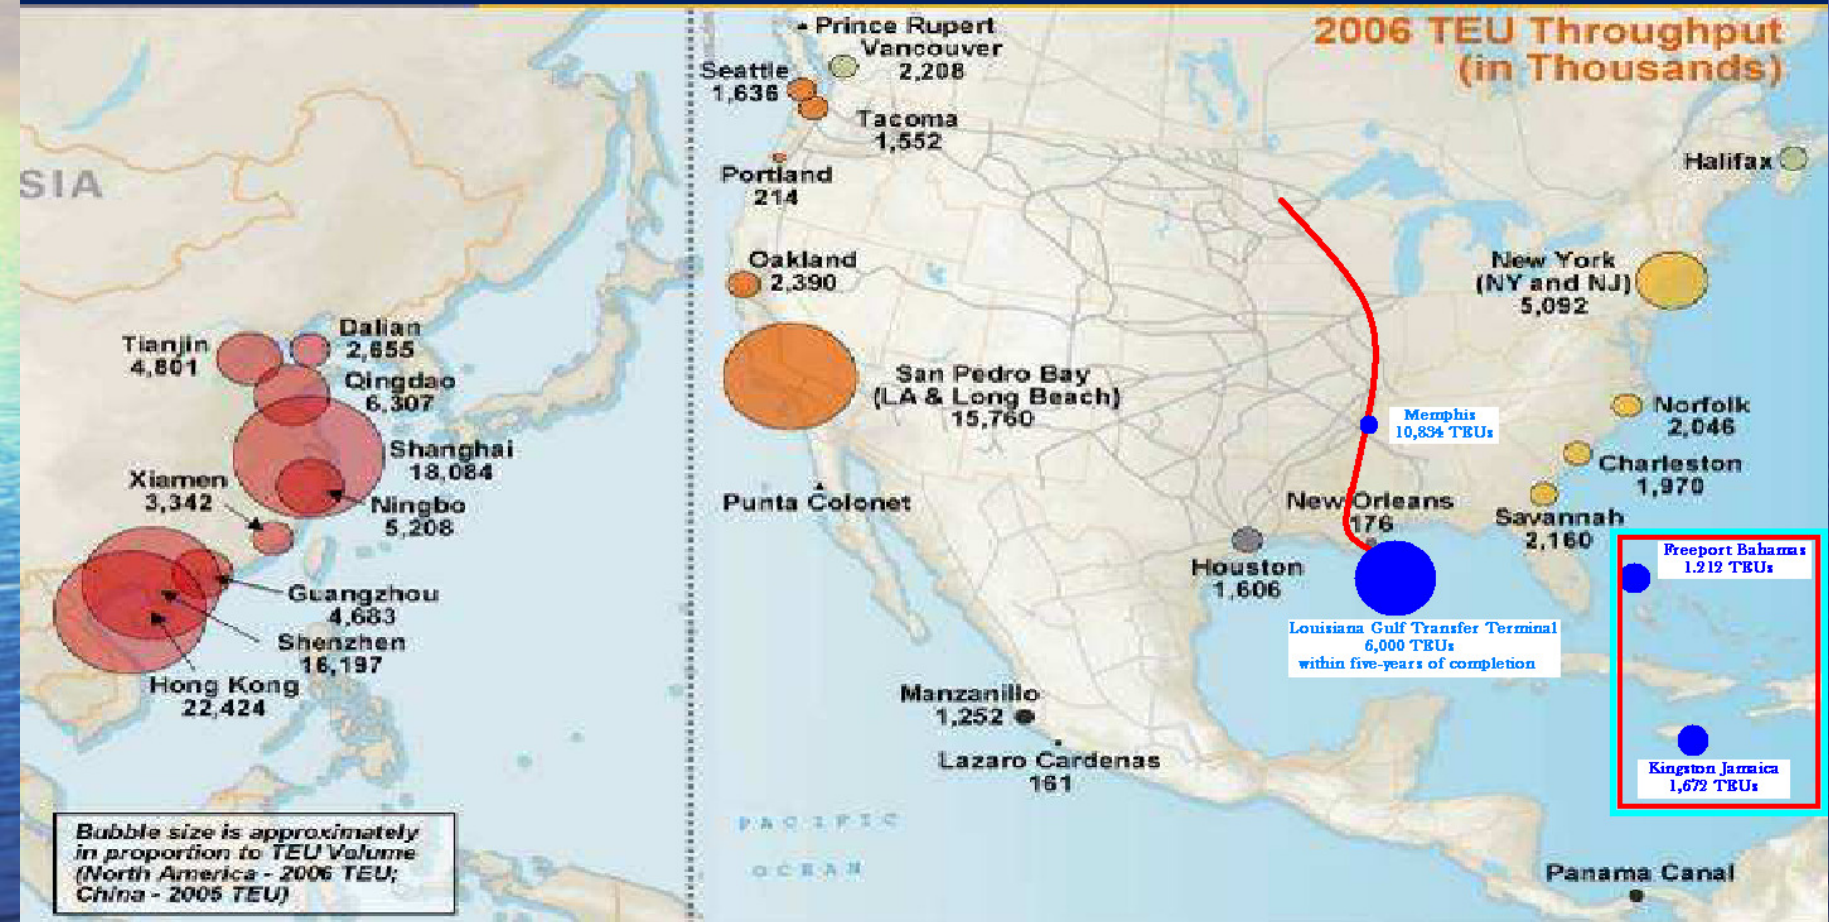 2006 TEU Throughput
(in Thousands)
Prince Rupert
Vancouver
2,208
Seattle
1,636
Tacoma
1,552
Portland
214
Oakland
2,390
San Pedro Bay
(LA & Long Beach)
15,760
Punta Colonet
Manzanillo
1,252
Lazaro Cardenas
161
Houston
1,606
New Orleans
176
Memphis
10,834 TEUs
Louisiana Gulf Transfer Terminal
6,000 TEUs
within five-years of completion
Halifax
New York
(NY and NJ)
5,092
Norfolk
2,046
Charleston
1,970
Savannah
2,160
Freeport Bahamas
1.212 TEUs
Kingston Jamaica
1,672 TEUs
Panama Canal
PACIFIC
OCEAN
SIA
Tianjin
4,801
Dalian
2,655
Qingdao
6,307
Shanghai
18,084
Ningbo
5,208
Xiamen
3,342
Guangzhou
4,683
Shenzhen
16,197
Hong Kong
22,424
Bubble size is approximately
in proportion to TEU Volume
(North America - 2006 TEU;
China - 2005 TEU)